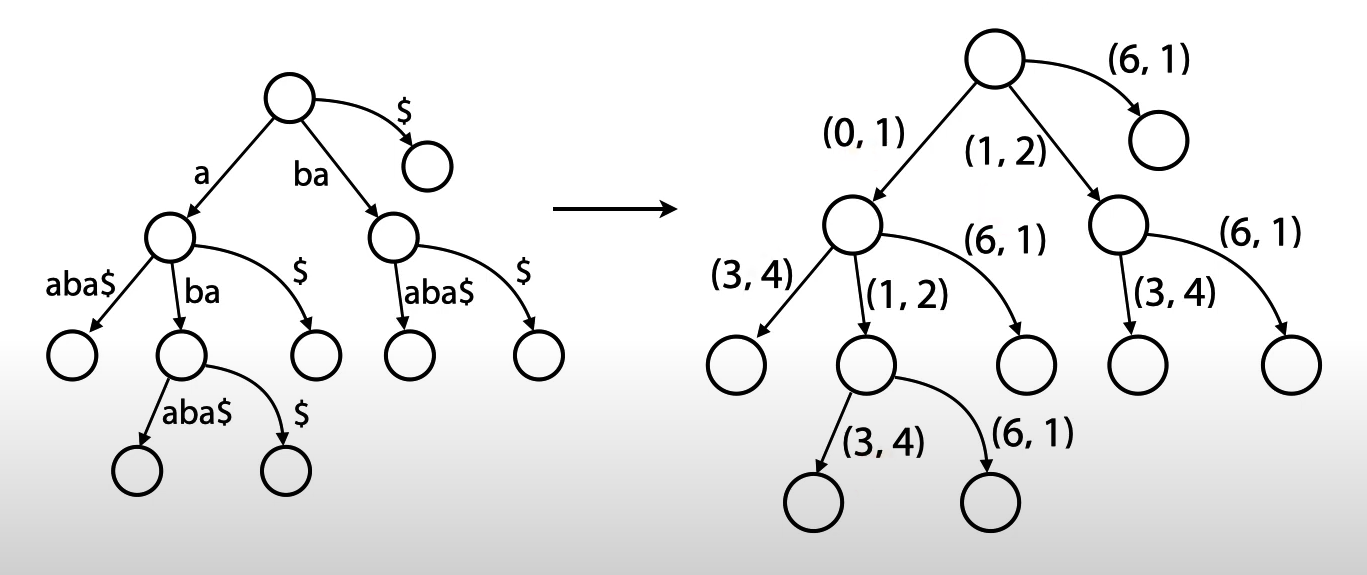 $
a
ba
aba$
ba
$
aba$
$
aba$
$
(6, 1)
(0, 1)
(1, 2)
(3, 4)
(1, 2)
(6, 1)
(3, 4)
(6, 1)
(3, 4)
(6, 1)